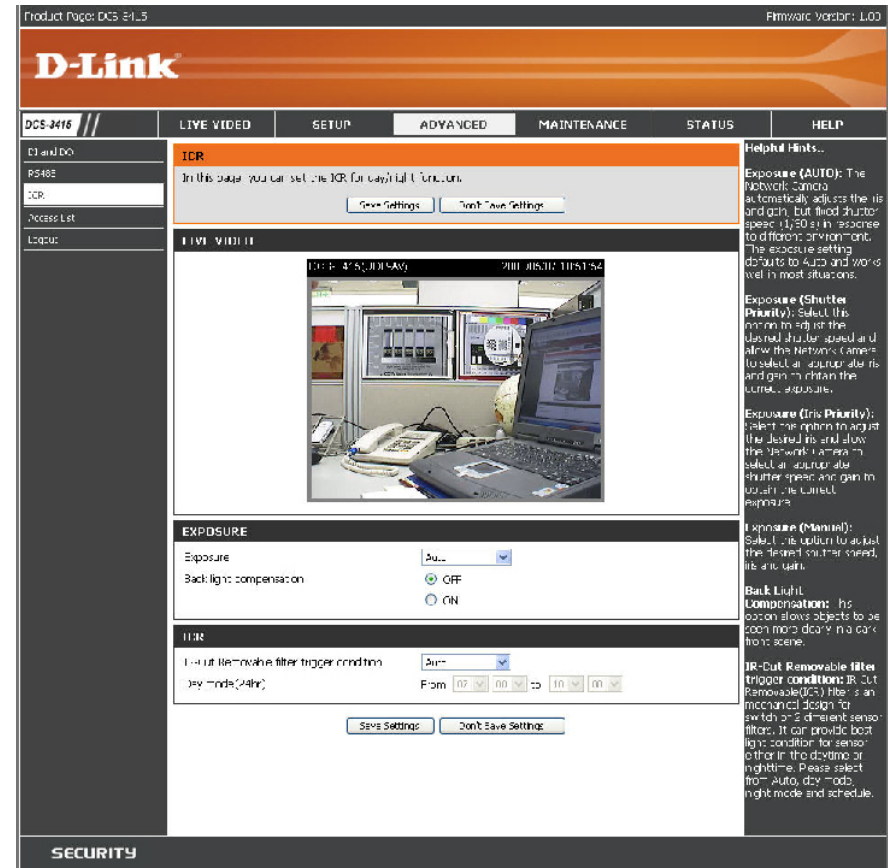 Product Page: DCS-3415
Firmware Version: 1.00
D-Link
DCS-3415
LIVE VIDEO
SETUP
ADVANCED
MAINTENANCE
STATUS
HELP
DI and DO
RS485
ICR
Access List
Logout
ICR
In this page, you can set the ICR for day/night function.
Save Settings
Don't Save Settings
LIVE VIDEO
EXPOSURE
Exposure
Auto
Back light compensation
OFF
ON
ICR
IR-Cut Removable filter trigger condition
Auto
Day mode(24hr)
From 07 00 to 18 00
Save Settings
Don't Save Settings
Helpful Hints..
Exposure (AUTO): The
Network Camera
automatically adjusts the iris
and gain, but fixed shutter
speed in response
to different environment.
The exposure setting
defaults to Auto and works
well in most situations.
Exposure (Shutter
Priority): Select this
option to adjust the
desired shutter speed and
allow the Network Camera
to select an appropriate iris
and gain to obtain the
correct exposure.
Exposure (Iris Priority):
Select this option to adjust
the desired iris and allow
the Network Camera to
select an appropriate
shutter speed and gain to
obtain the correct
exposure.
Exposure (Manual):
Select this option to adjust
the desired shutter speed,
iris and gain.
Back Light
Compensation: This
option allows objects to be
seen more clearly in a dark
front scene.
IR-Cut Removable filter
trigger condition: IR Cut
Removable(ICR) filter is an
mechanical design for
switch of 2 different sensor
filters. It can provide best
light condition for sensor
either in the daytime or
nighttime. Please select
from Auto, day mode,
night mode and schedule.
SECURITY